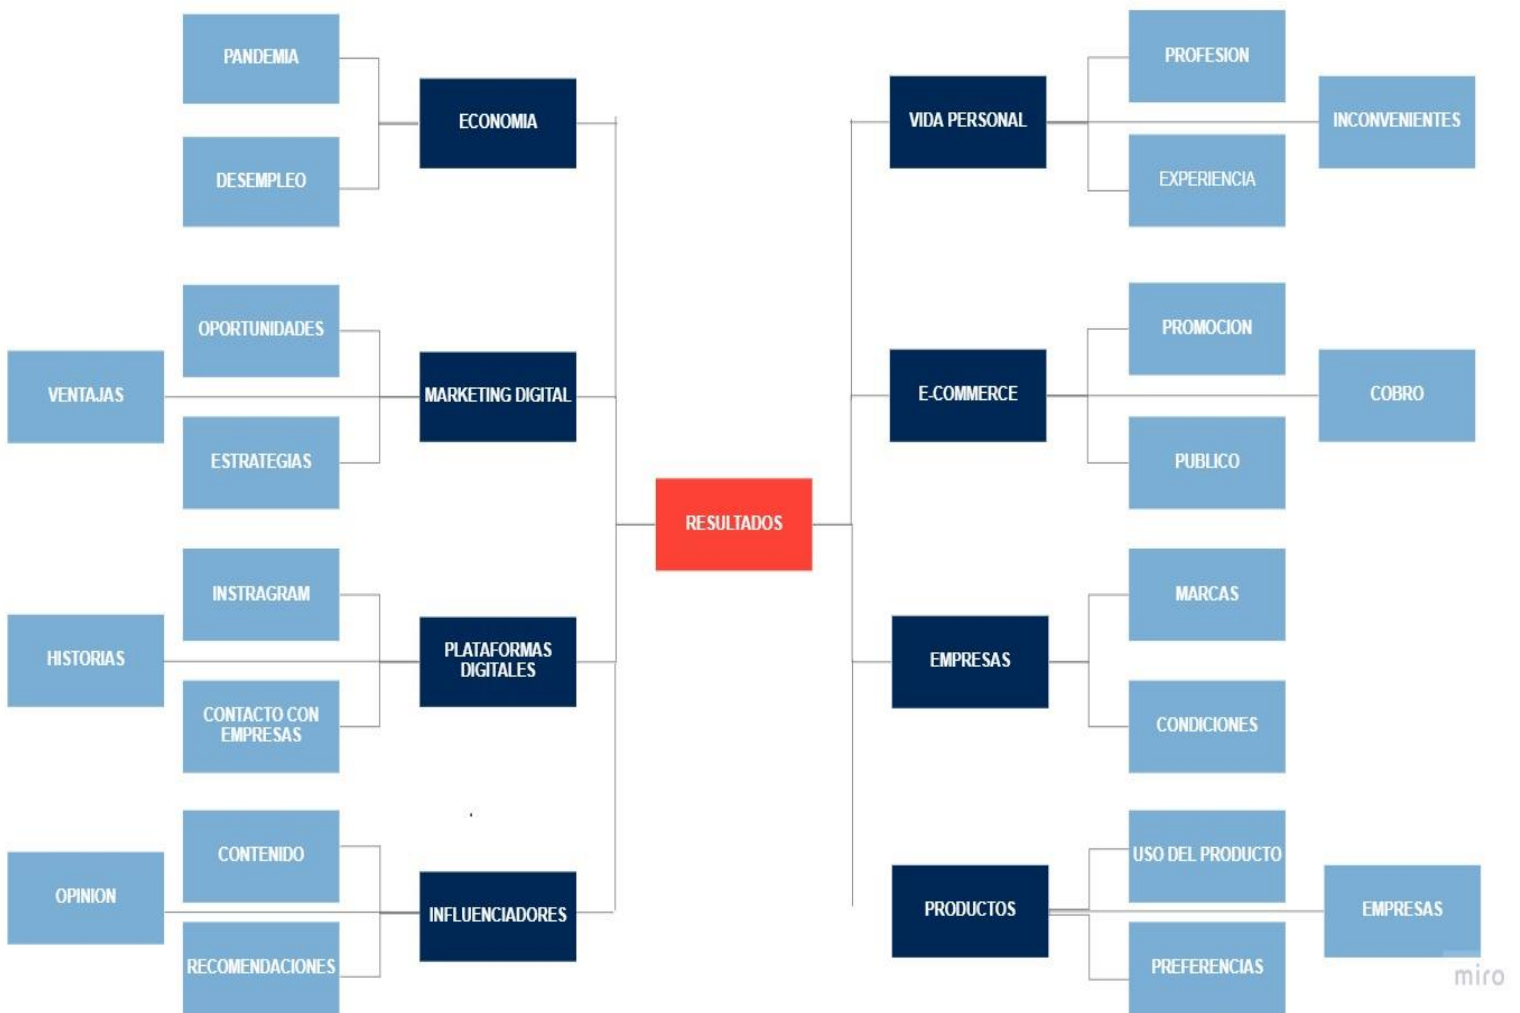 PANDEMIA
DESEMPLEO
ECONOMIA
OPORTUNIDADES
VENTAJAS
ESTRATEGIAS
MARKETING DIGITAL
INSTRAGRAM
HISTORIAS
CONTACTO CON
EMPRESAS
PLATAFORMAS
DIGITALES
CONTENIDO
OPINION
RECOMENDACIONES
INFLUENCIADORES
RESULTADOS
VIDA PERSONAL
PROFESION
INCONVENIENTES
EXPERIENCIA
E-COMMERCE
PROMOCION
COBRO
PUBLICO
EMPRESAS
MARCAS
CONDICIONES
PRODUCTOS
USO DEL PRODUCTO
EMPRESAS
PREFERENCIAS
miro